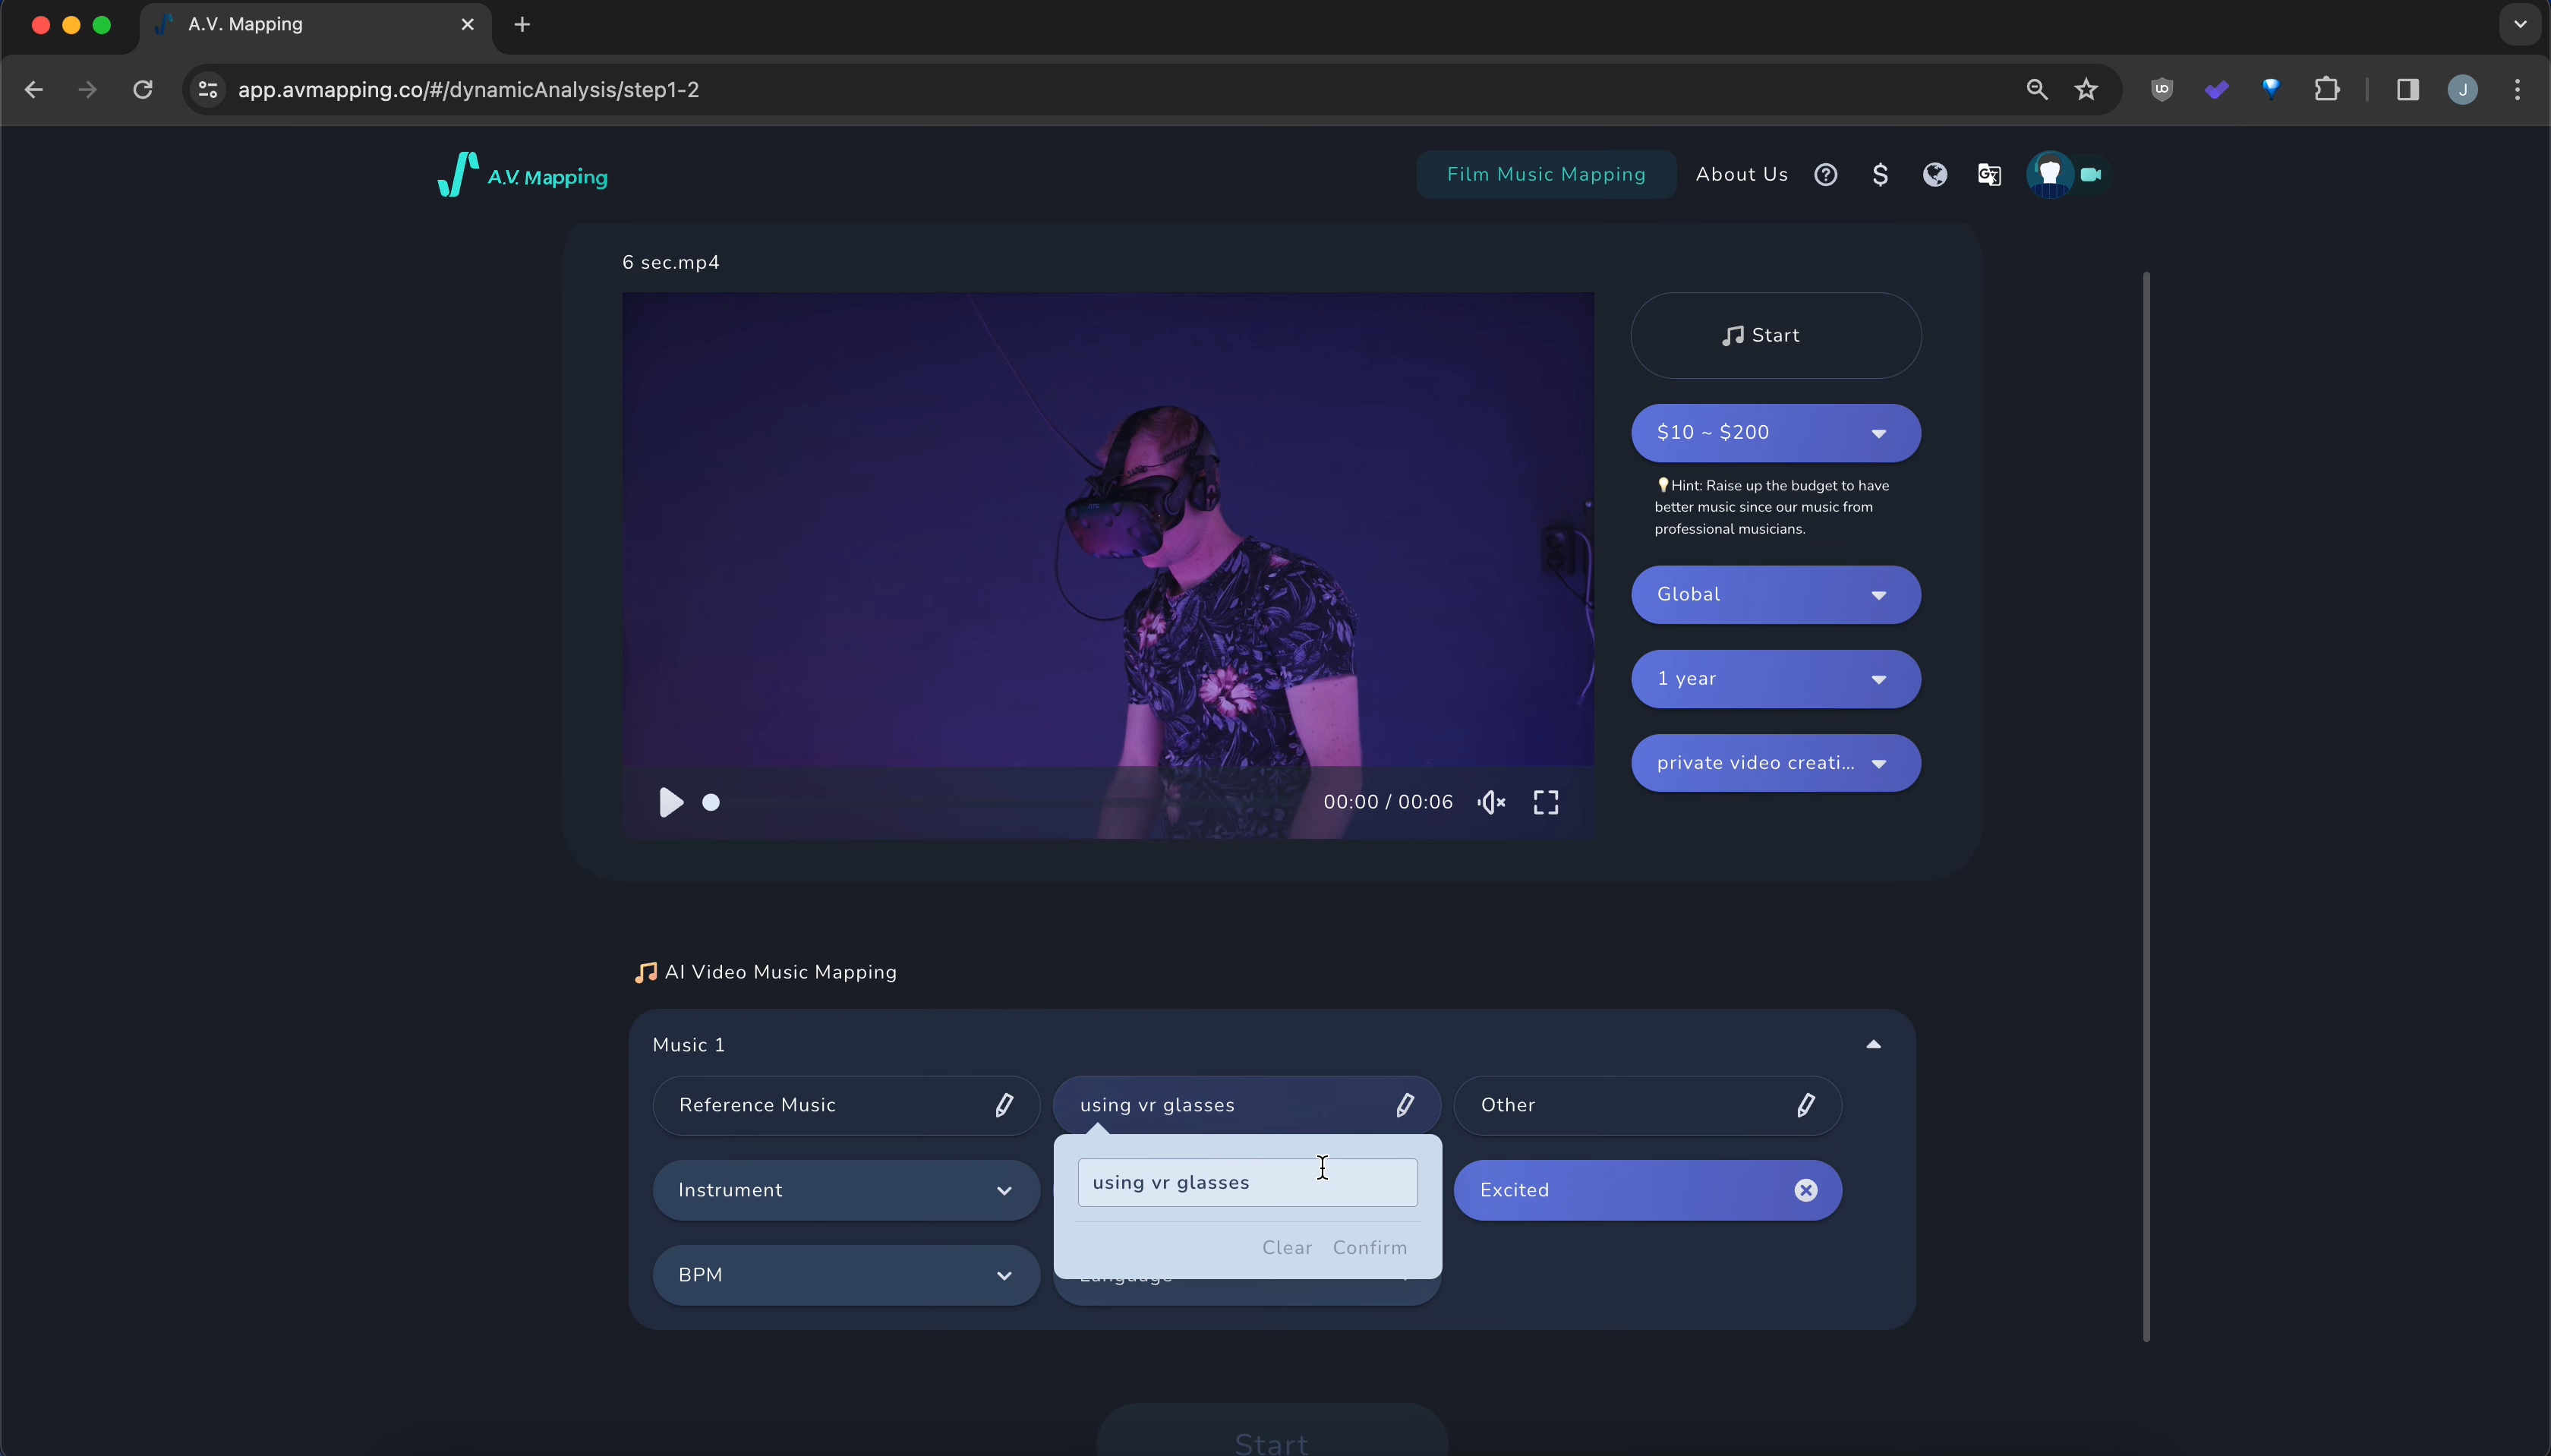 A.V. Mapping
app.avmapping.co/#/dynamicAnalysis/step1-2
J
A.V. Mapping
Film Music Mapping
About Us
6 sec.mp4
Start
$10 ~ $200
💡Hint: Raise up the budget to have
better music since our music from
professional musicians.
Global
1 year
private video creati...
00:00 / 00:06
AI Video Music Mapping
Music 1
Reference Music
using vr glasses
Other
using vr glasses
Instrument
Excited
Clear Confirm
BPM
Language
Start